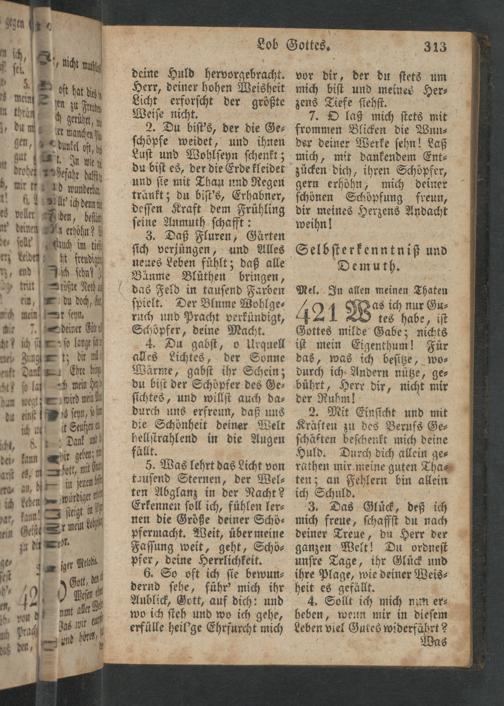 Lob Gottes.
313
deine Huld hervorgebracht.
Herr, deiner hohen Weisheit
Licht erforscht der größte
Weise nicht.
2. Du bist's, der die Ge-
schöpfe weidet, und ihnen
Lust und Wohlseyn schenkt;
du bist es, der die Erde kleidet
und sie mit Thau und Regen
tränkt; du bist's, Erhabner,
dessen Kraft dem Frühling
seine Anmuth schafft:
3. Daß Fluren, Gärten
sich verjüngen, und Alles
neues Leben fühlt; daß alle
Bäume Blüthen bringen,
das Feld in tausend Farben
spielt. Der Blume Wohlge-
ruch und Pracht verkündigt,
Schöpfer, deine Macht.
4. Du gabst, o Urquell
alles Lichtes, der Sonne
Wärme, gabst ihr Schein;
du bist der Schöpfer des Ge-
sichtes, und willst auch da-
durch uns erfreun, daß uns
die Schönheit deiner Welt
hellstrahlend in die Augen
fällt.
5. Was lehrt das Licht von
tausend Sternen, der Wel-
ten Abglanz in der Nacht?
Erkennen soll ich, fühlen ler-
nen die Größe deiner Schö-
pfermacht. Weit, über meine
Fassung weit, geht, Schö-
pfer, deine Herrlichkeit.
6. So oft ich sie bewun-
dernd sehe, führ' mich ihr
Anblick, Gott, auf dich: und
wo ich steh und wo ich gehe,
erfülle heil'ge Ehrfurcht mich
vor dir, der du stets um
mich bist und meines Her-
zens Tiefe siehst.
7. O laß mich stets mit
frommen Blicken die Wun-
der deiner Werke sehn! Laß
mich, mit dankendem Ent-
zücken dich, ihren Schöpfer,
gern erhöhn, mich deiner
schönen Schöpfung freun,
dir meines Herzens Andacht
weihn!
Selbsterkenntniß und
Demuth.
Mel. In allen meinen Thaten
421 Was ich nur Gu-
tes habe, ist
Gottes milde Gabe; nichts
ist mein Eigenthum! Für
das, was ich besitze, wo-
durch ich Andern nütze, ge-
bührt, Herr dir, nicht mir
der Ruhm!
2. Mit Einsicht und mit
Kräften zu des Berufs Ge-
schäften beschenkt mich deine
Huld. Durch dich allein ge-
rathen mir meine guten Tha-
ten; an Fehlern bin allein
ich Schuld.
3. Das Glück, deß ich
mich freue, schaffst du nach
deiner Treue, du Herr der
ganzen Welt! Du ordnest
unsre Tage, ihr Glück und
ihre Plage, wie deiner Weis-
heit es gefällt.
4. Sollt ich mich nun er-
heben, wenn mir in diesem
Leben viel Gutes widerfährt?
Was